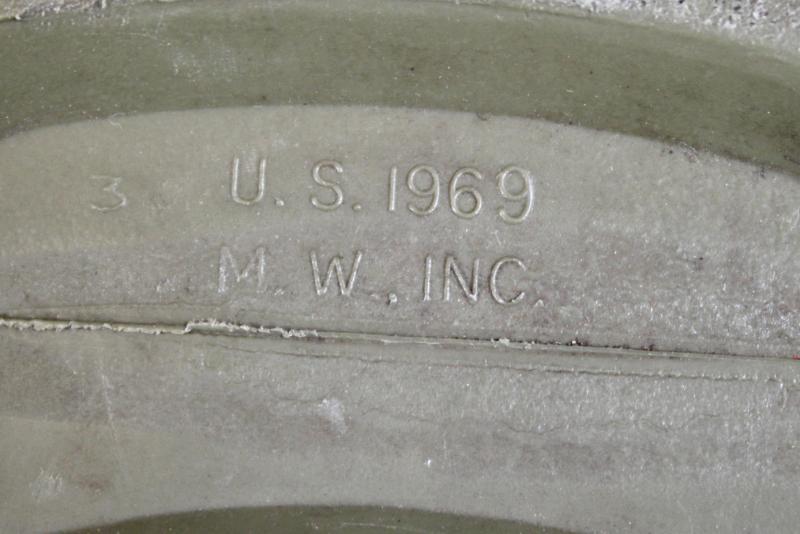 3 U. S. 1969
M. W., INC.